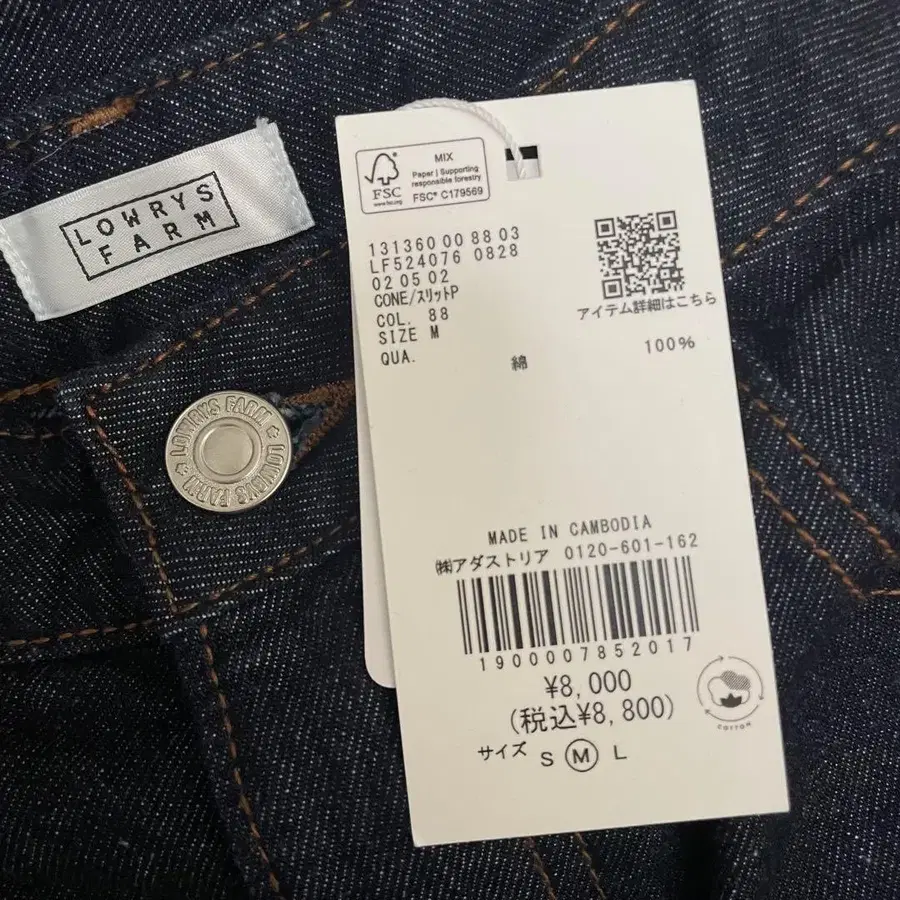 LOWRYS
FARM
LOWRYS FARM
LOWRYS FARM
FSC
www.fsc.org
MIX
Paper | Supporting
responsible forestry
FSC® C179569
131360 00 88 03
LF524076 0828
02 05 02
CONE/スリットP
COL. 88
SIZE M
QUA.
綿 100%
アイテム詳細はこちら
MADE IN CAMBODIA
㈱アダストリア 0120-601-162
1900007852017
¥8,000
(税込¥8,800)
サイズ S M L
COTTON